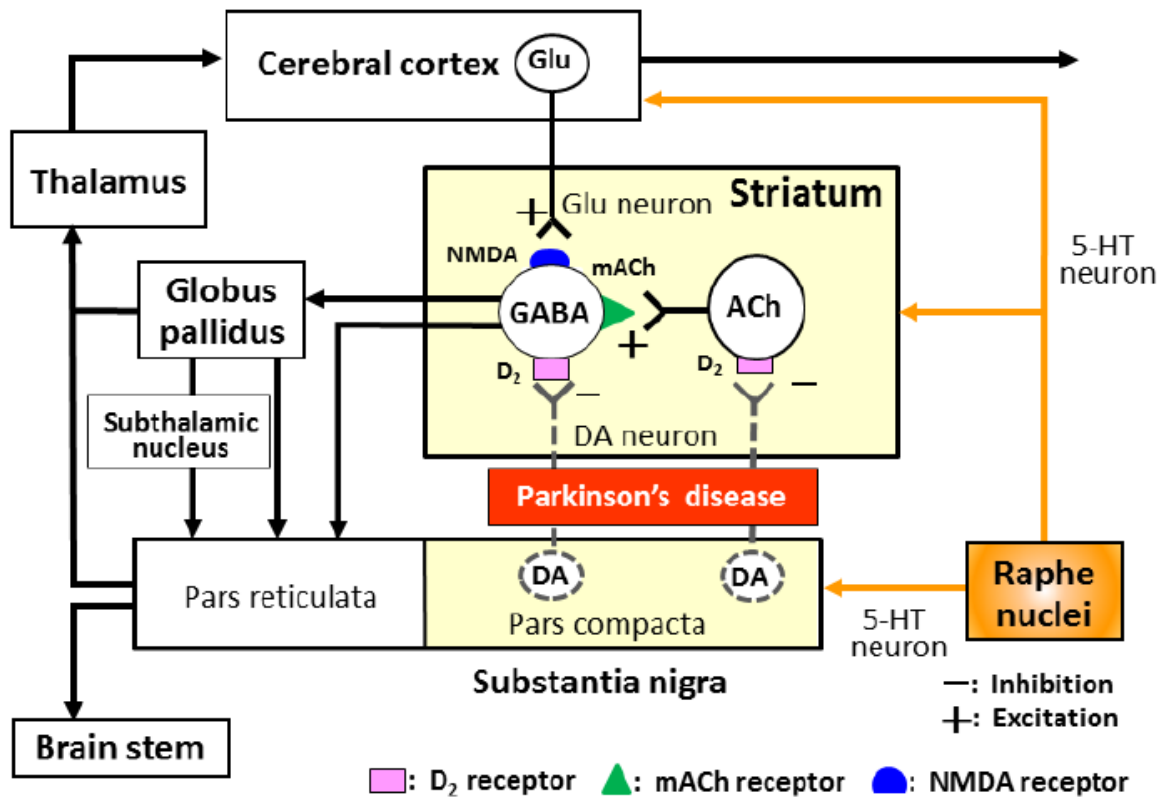 Cerebral cortex
Glu
Thalamus
Striatum
Glu neuron
NMDA
mACh
5-HT
neuron
Globus
pallidus
GABA
ACh
D2
D2
Subthalamic
nucleus
DA neuron
Parkinson's disease
Pars reticulata
DA
DA
Pars compacta
Raphe
nuclei
5-HT
neuron
Substantia nigra
−: Inhibition
+: Excitation
Brain stem
: D2 receptor
: mACh receptor
: NMDA receptor
+
+
−
−